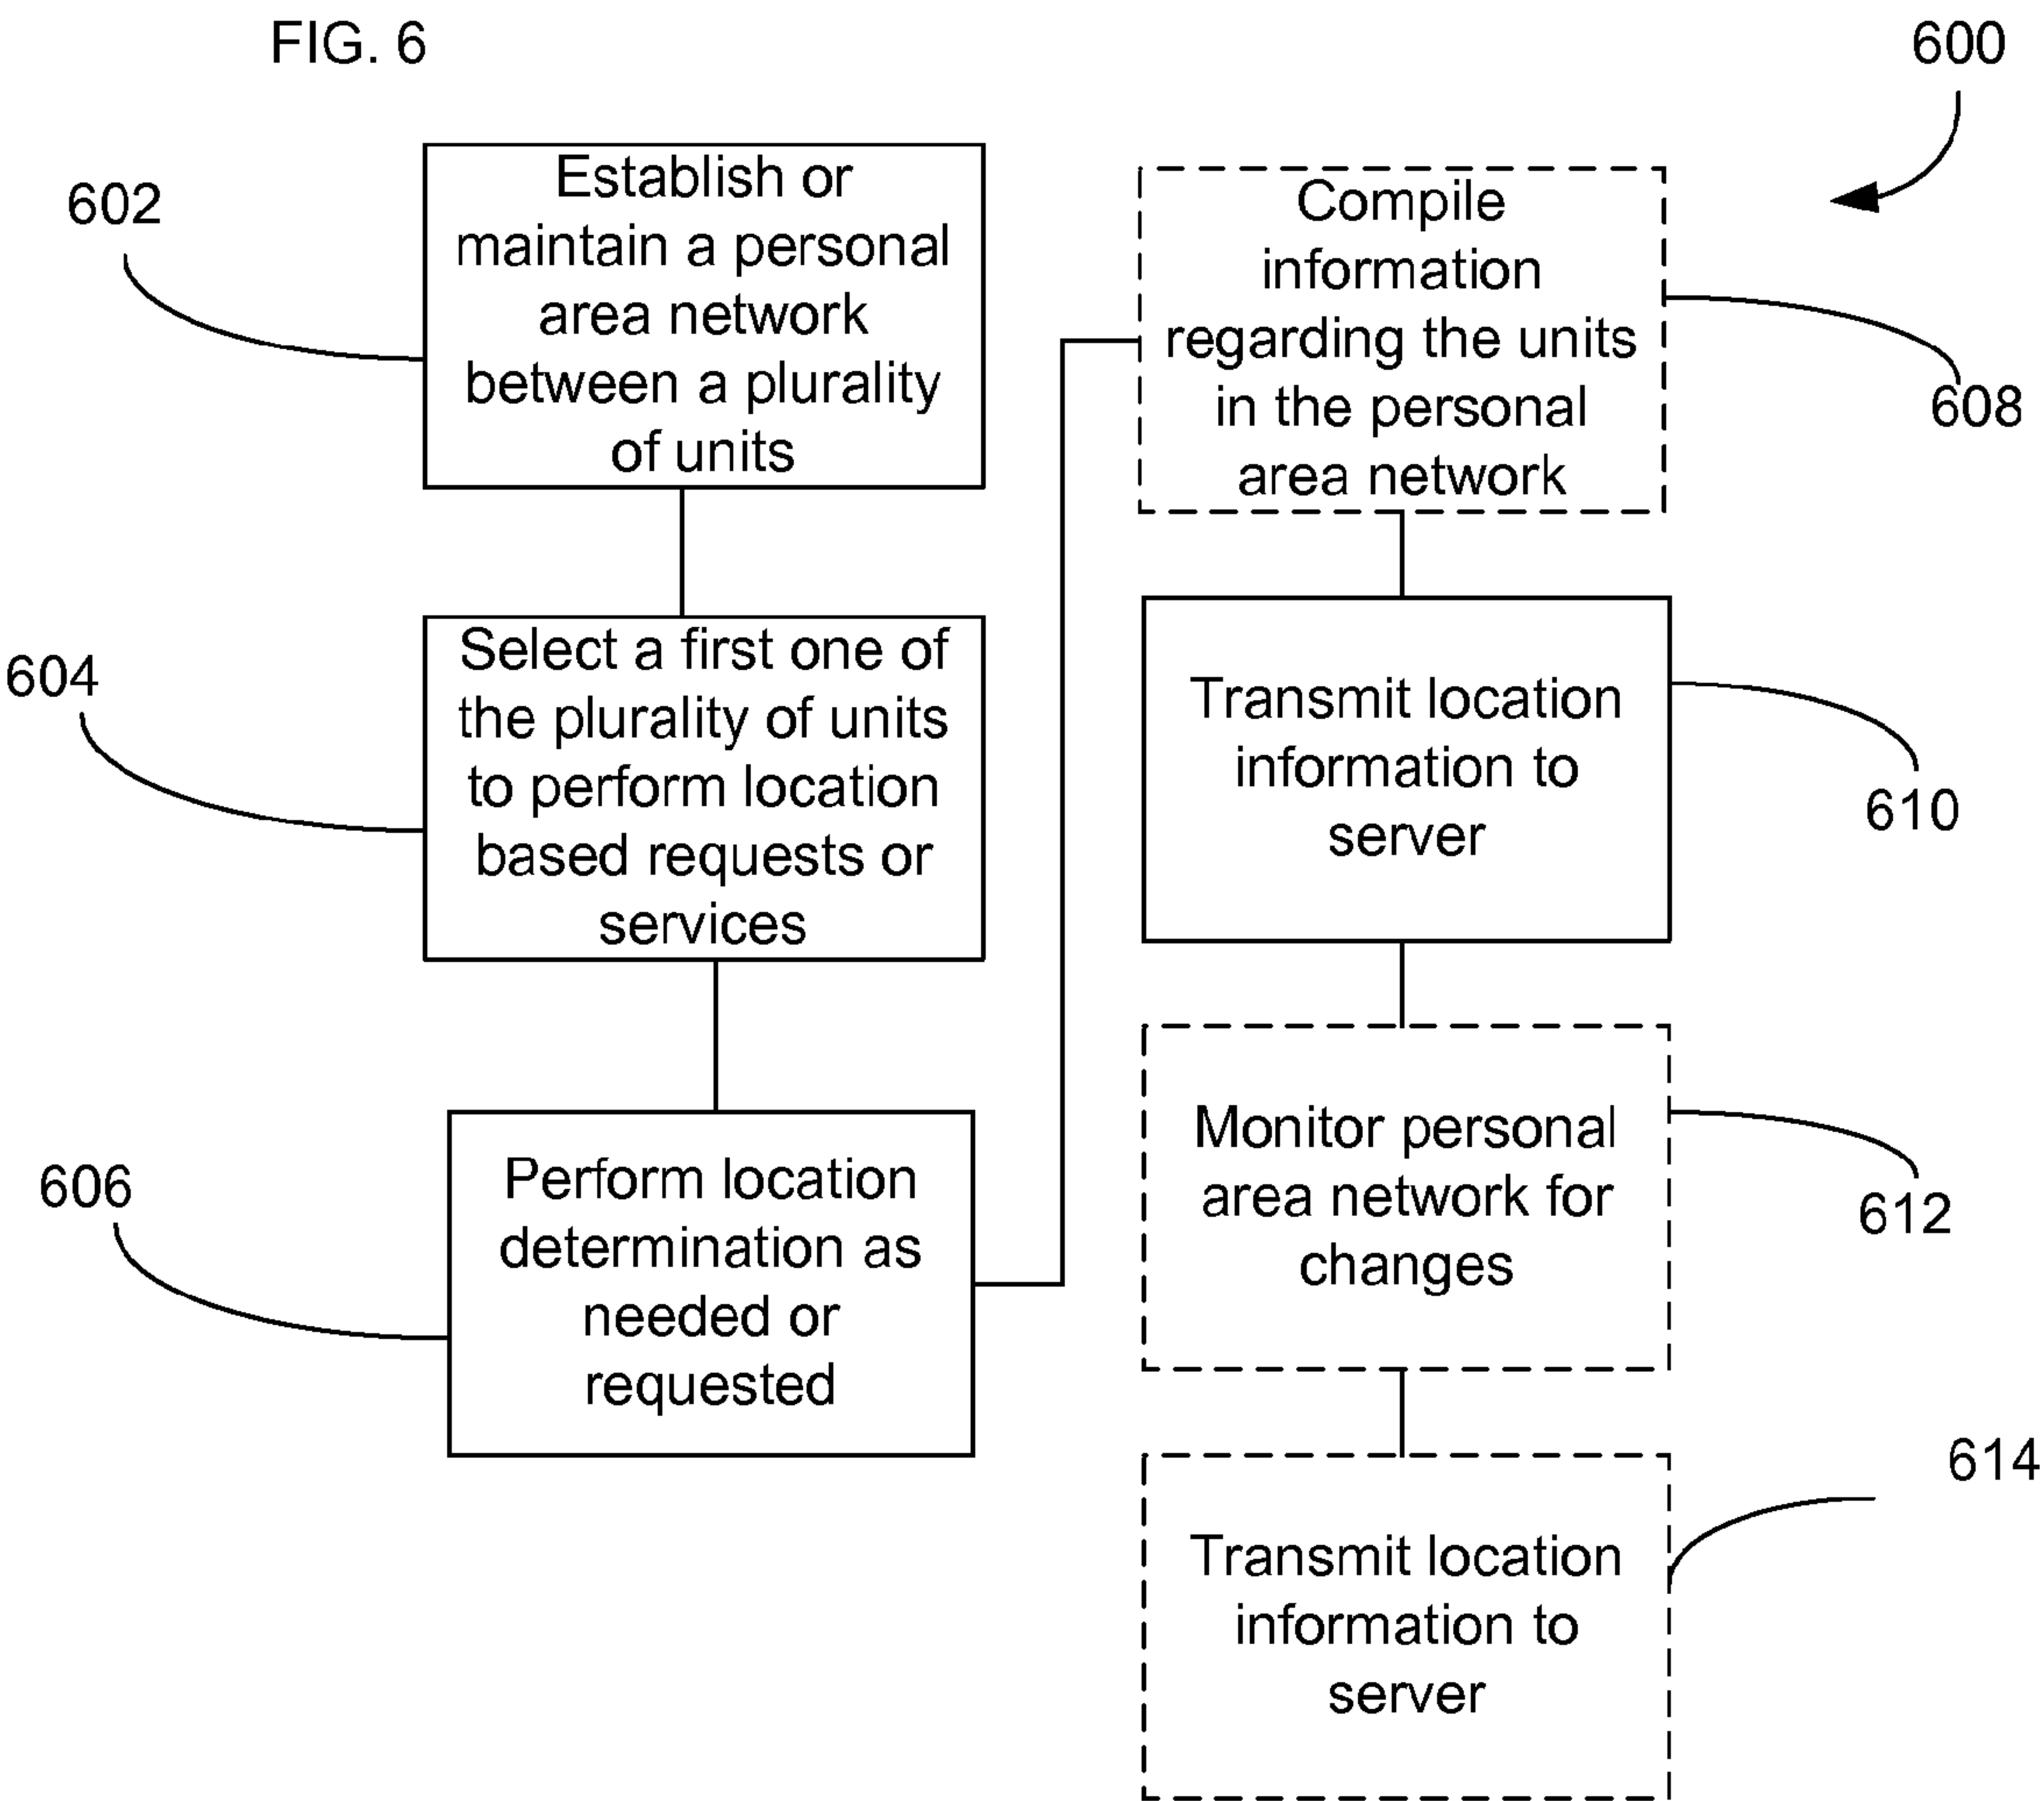 FIG. 6
600
602
Establish or
maintain a personal
area network
between a plurality
of units
604
Select a first one of
the plurality of units
to perform location
based requests or
services
606
Perform location
determination as
needed or
requested
Compile
information
regarding the units
in the personal
area network
608
Transmit location
information to
server
610
Monitor personal
area network for
changes
612
Transmit location
information to
server
614